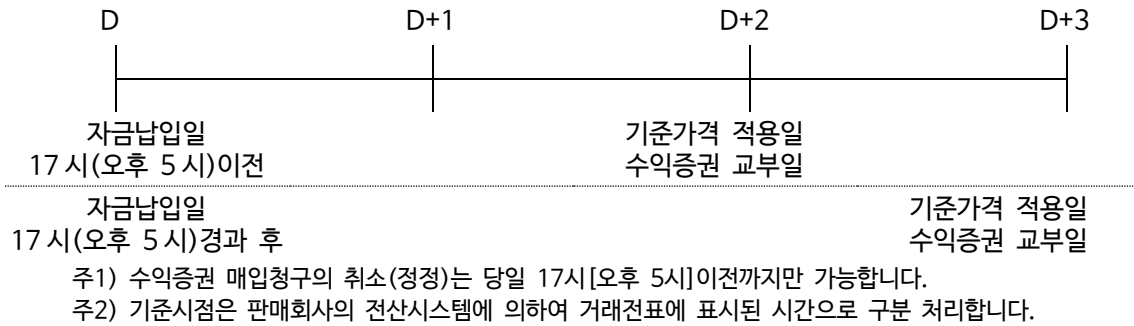 D D+1 D+2 D+3
자금납입일 기준가격 적용일
17시(오후 5시)이전 수익증권 교부일
자금납입일 기준가격 적용일
17시(오후 5시)경과 후 수익증권 교부일
주1) 수익증권 매입청구의 취소(정정)는 당일 17시[오후 5시]이전까지만 가능합니다.
주2) 기준시점은 판매회사의 전산시스템에 의하여 거래전표에 표시된 시간으로 구분 처리합니다.